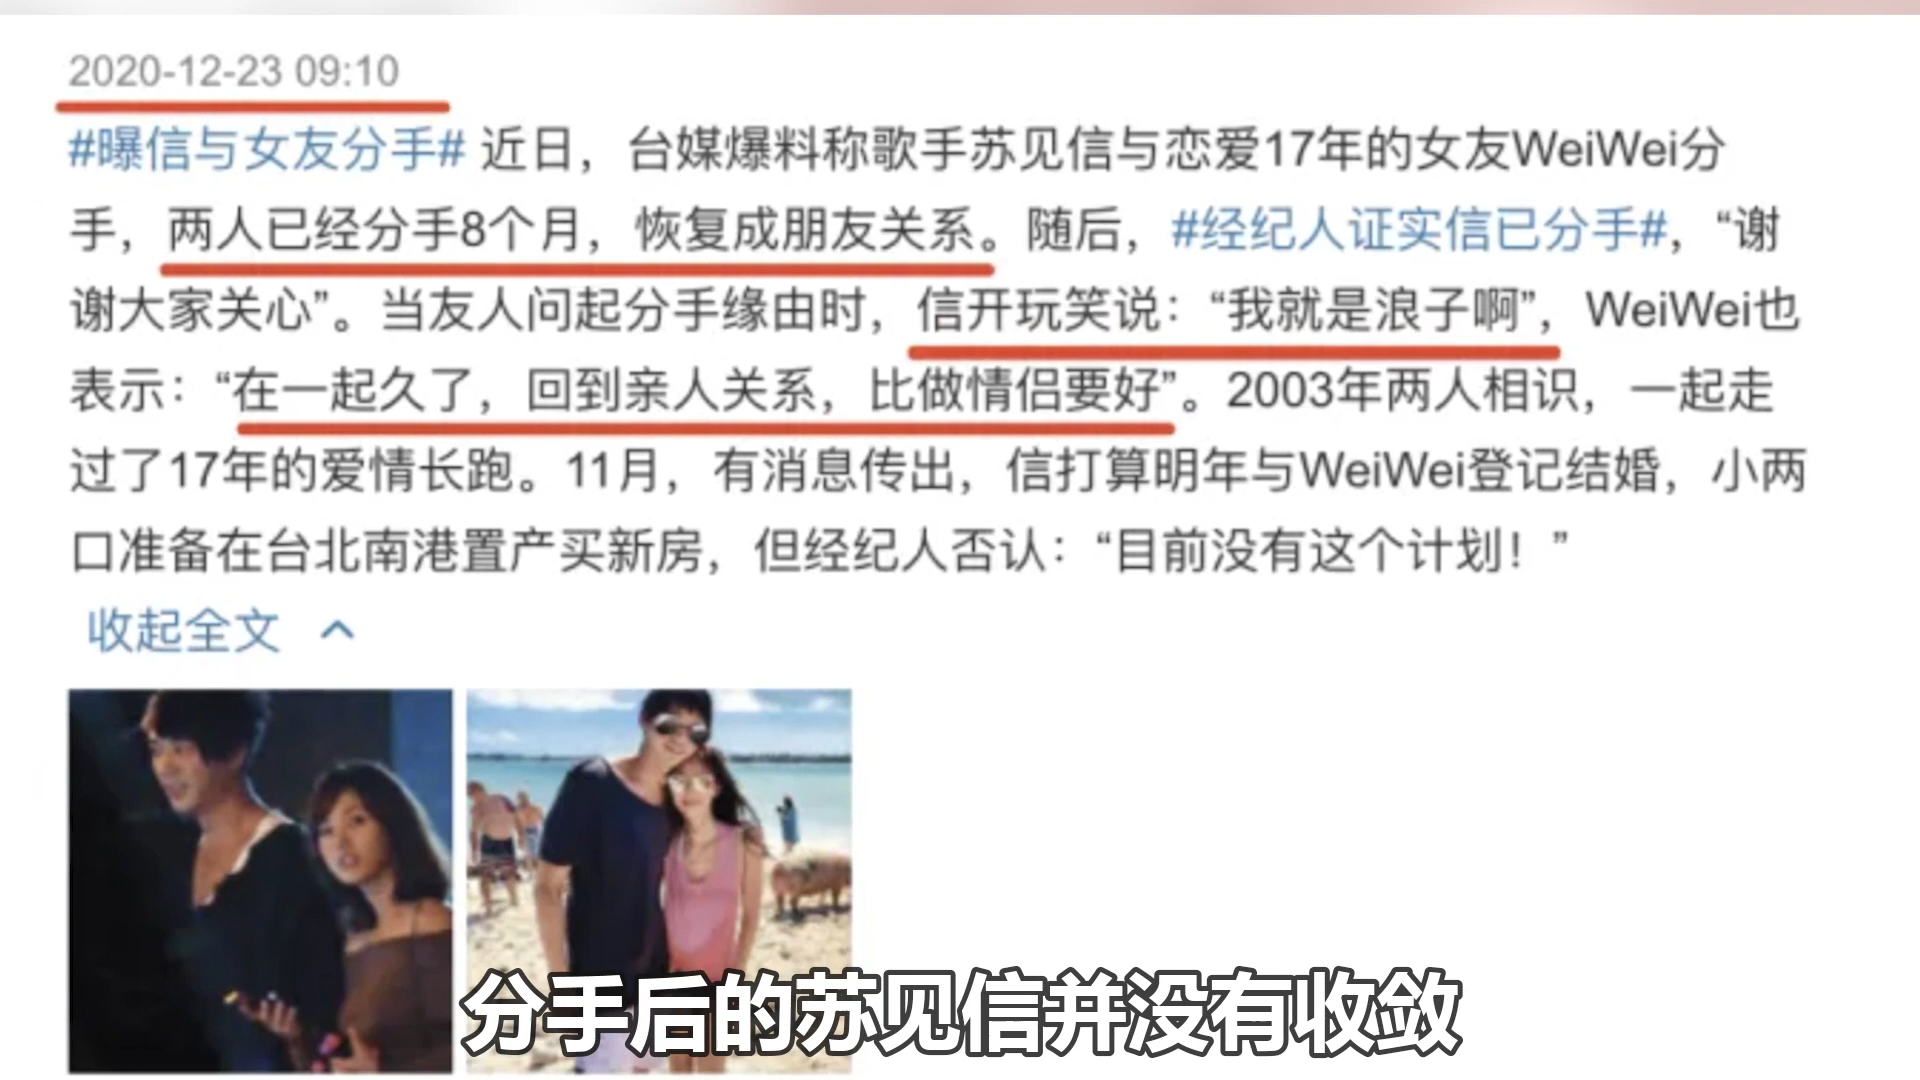 2020-12-23 09:10
#曝信与女友分手# 近日，台媒爆料称歌手苏见信与恋爱17年的女友WeiWei分
手，两人已经分手8个月，恢复成朋友关系。随后，#经纪人证实信已分手#，“谢
谢大家关心”。当友人问起分手缘由时，信开玩笑说：“我就是浪子啊”，WeiWei也
表示：“在一起久了，回到亲人关系，比做情侣要好”。2003年两人相识，一起走
过了17年的爱情长跑。11月，有消息传出，信打算明年与WeiWei登记结婚，小两
口准备在台北南港置产买新房，但经纪人否认：“目前没有这个计划！”
收起全文
分手后的苏见信并没有收敛